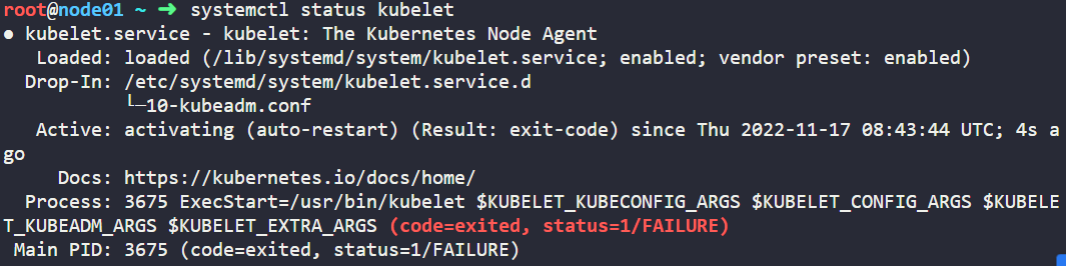 root@node01 ~ ➜  systemctl status kubelet
● kubelet.service - kubelet: The Kubernetes Node Agent
   Loaded: loaded (/lib/systemd/system/kubelet.service; enabled; vendor preset: enabled)
  Drop-In: /etc/systemd/system/kubelet.service.d
           └─10-kubeadm.conf
   Active: activating (auto-restart) (Result: exit-code) since Thu 2022-11-17 08:43:44 UTC; 4s a
go
     Docs: https://kubernetes.io/docs/home/
  Process: 3675 ExecStart=/usr/bin/kubelet $KUBELET_KUBECONFIG_ARGS $KUBELET_CONFIG_ARGS $KUBELE
T_KUBEADM_ARGS $KUBELET_EXTRA_ARGS (code=exited, status=1/FAILURE)
 Main PID: 3675 (code=exited, status=1/FAILURE)